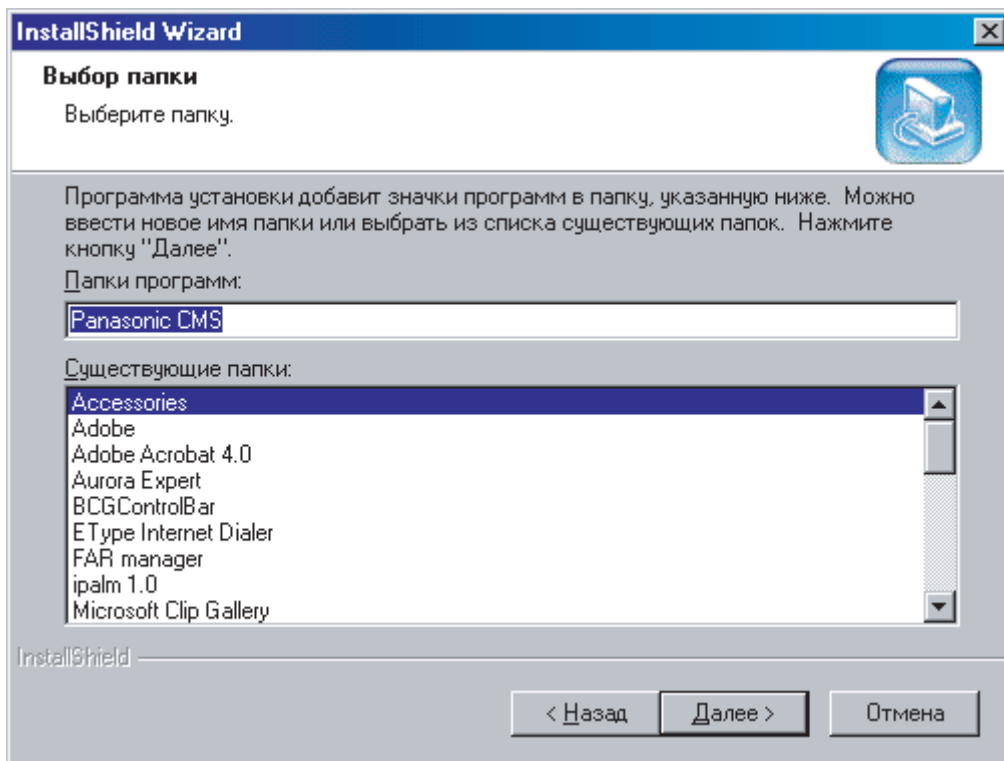 InstallShield Wizard
Выбор папки
Выберите папку.
Программа установки добавит значки программ в папку, указанную ниже. Можно
ввести новое имя папки или выбрать из списка существующих папок. Нажмите
кнопку "Далее".
Папки программ:
Panasonic CMS
Существующие папки:
Accessories
Adobe
Adobe Acrobat 4.0
Aurora Expert
BCGControlBar
EType Internet Dialer
FAR manager
ipalm 1.0
Microsoft Clip Gallery
InstallShield
< Назад Далее > Отмена